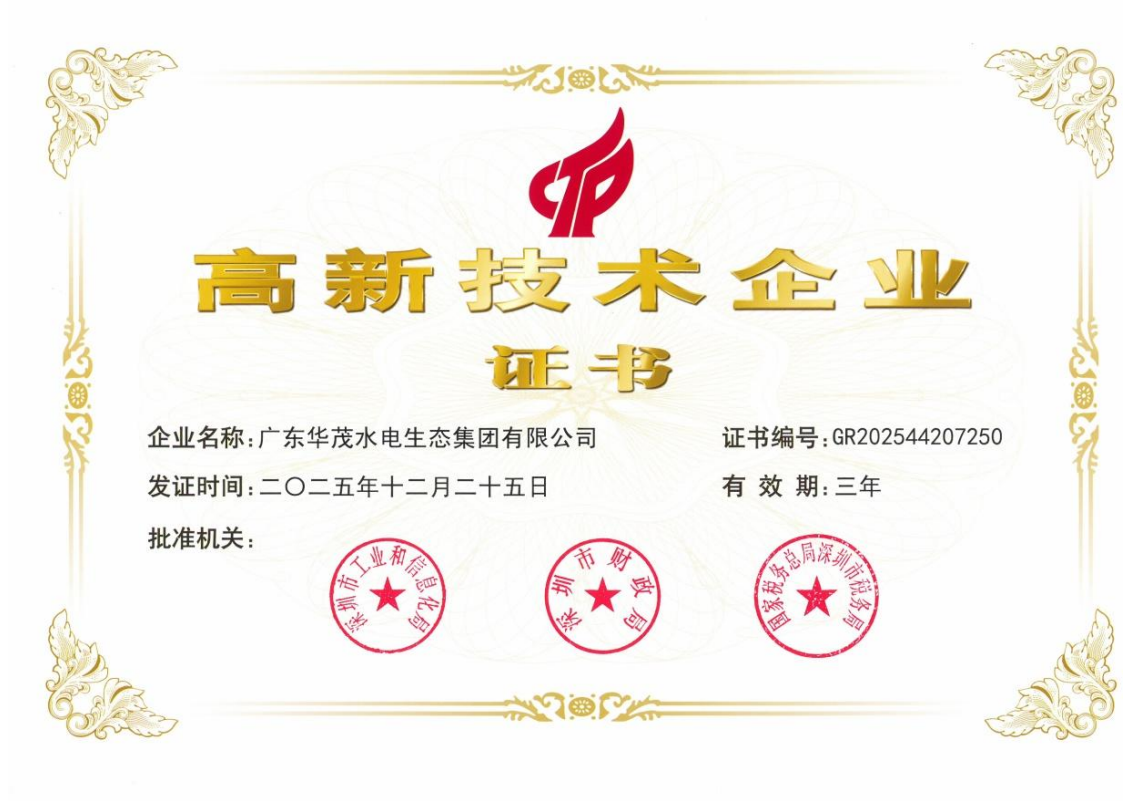 CTP
高新技术企业
证书
企业名称:广东华茂水电生态集团有限公司
证书编号:GR202544207250
发证时间:二〇二五年十二月二十五日
有效期:三年
批准机关:
深圳市工业和信息化局
深圳市财政局
国家税务总局深圳市税务局